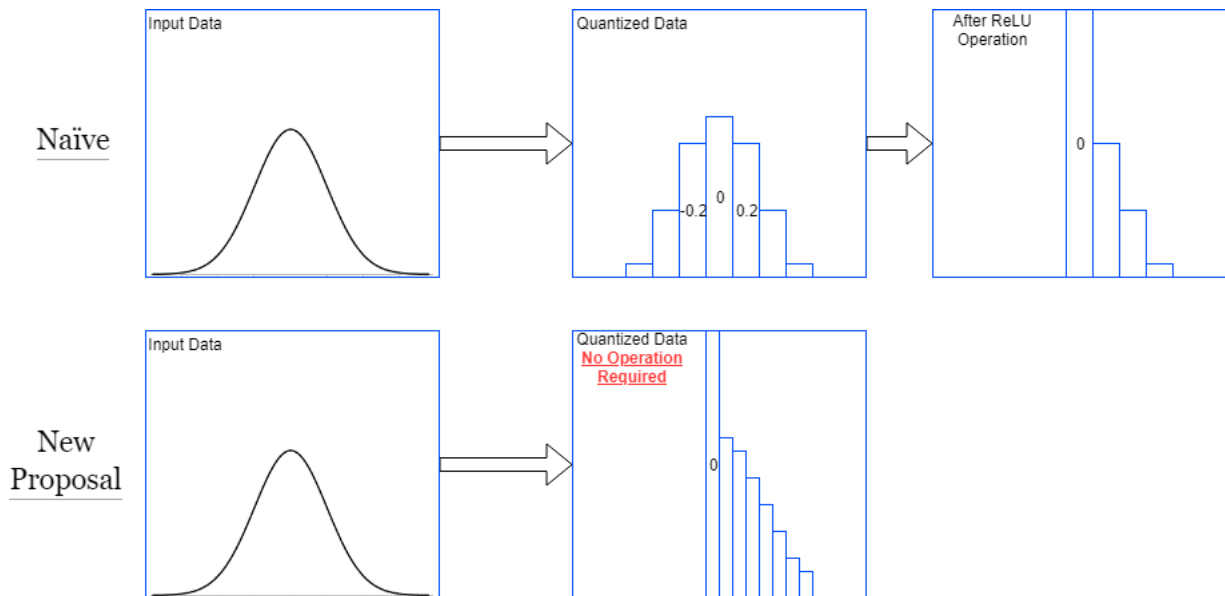 Input Data
Quantized Data
After ReLU
Operation
Naïve
-0.2
0
0.2
0
Input Data
Quantized Data
No Operation
Required
New
Proposal
0